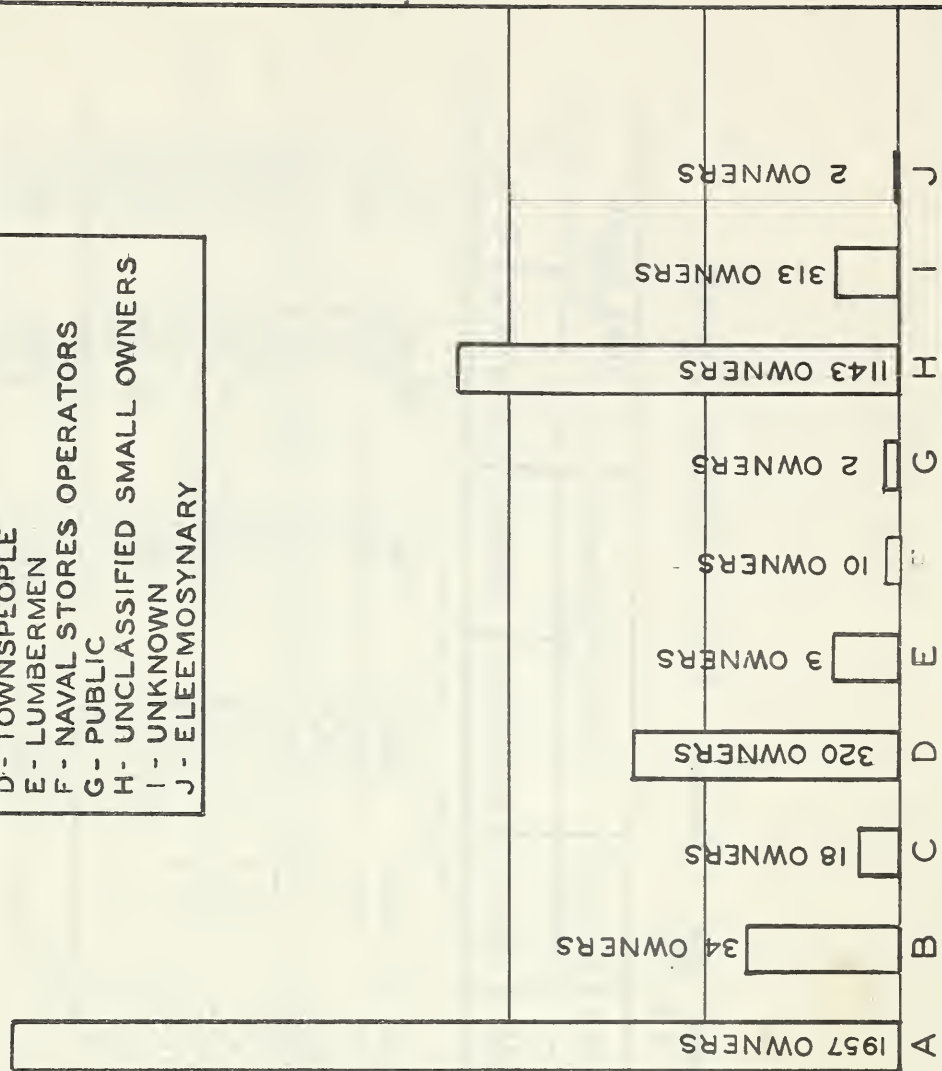 D - TOWNSPEOPLE
E - LUMBERMEN
F - NAVAL STORES OPERATORS
G - PUBLIC
H - UNCLASSIFIED SMALL OWNERS
I - UNKNOWN
J - ELEEMOSYNARY
1957 OWNERS
34 OWNERS
18 OWNERS
320 OWNERS
3 OWNERS
10 OWNERS
2 OWNERS
1143 OWNERS
313 OWNERS
2 OWNERS
A B C D E F G H I J